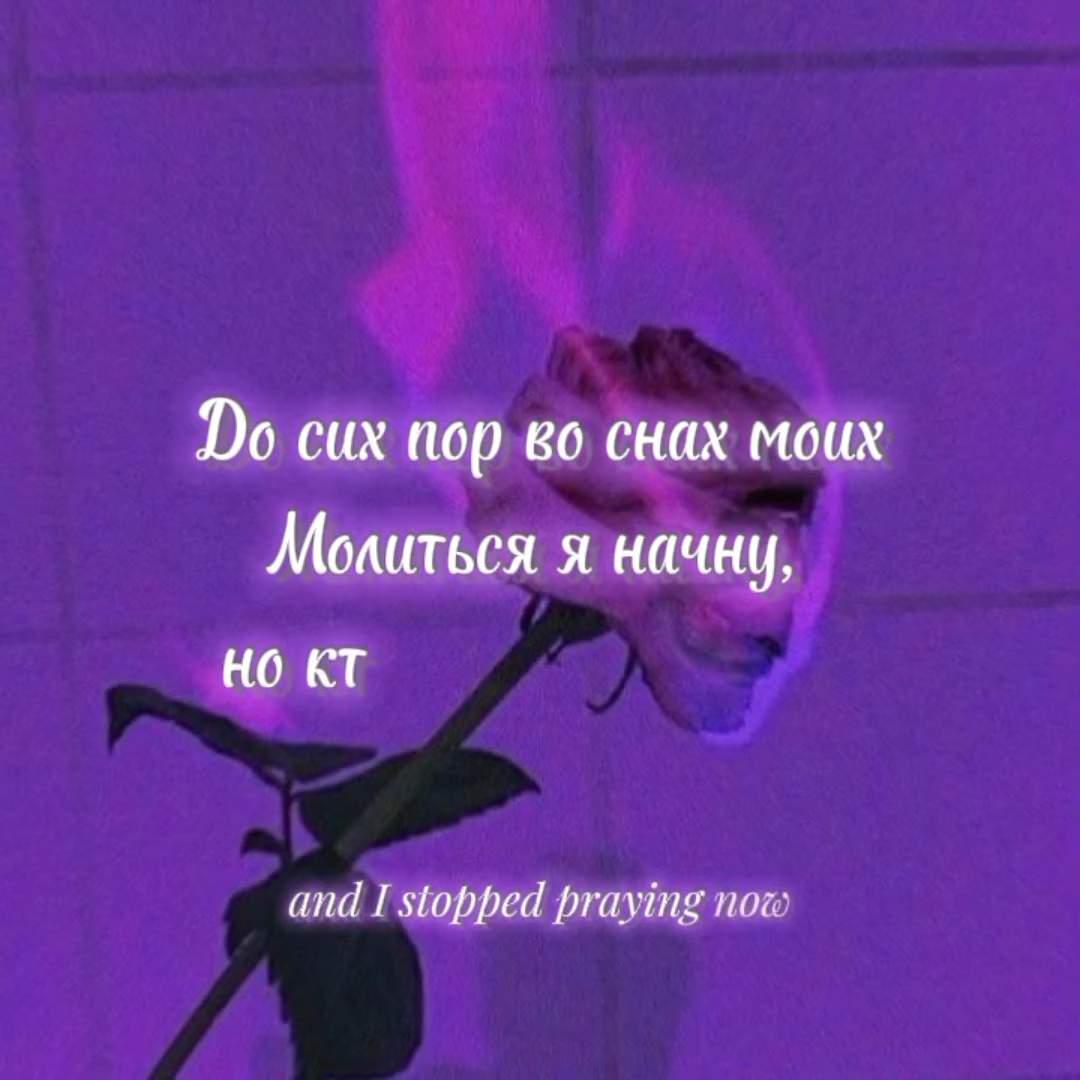 До сих пор во снах моих
Молиться я начну,
но кт
and I stopped praying now